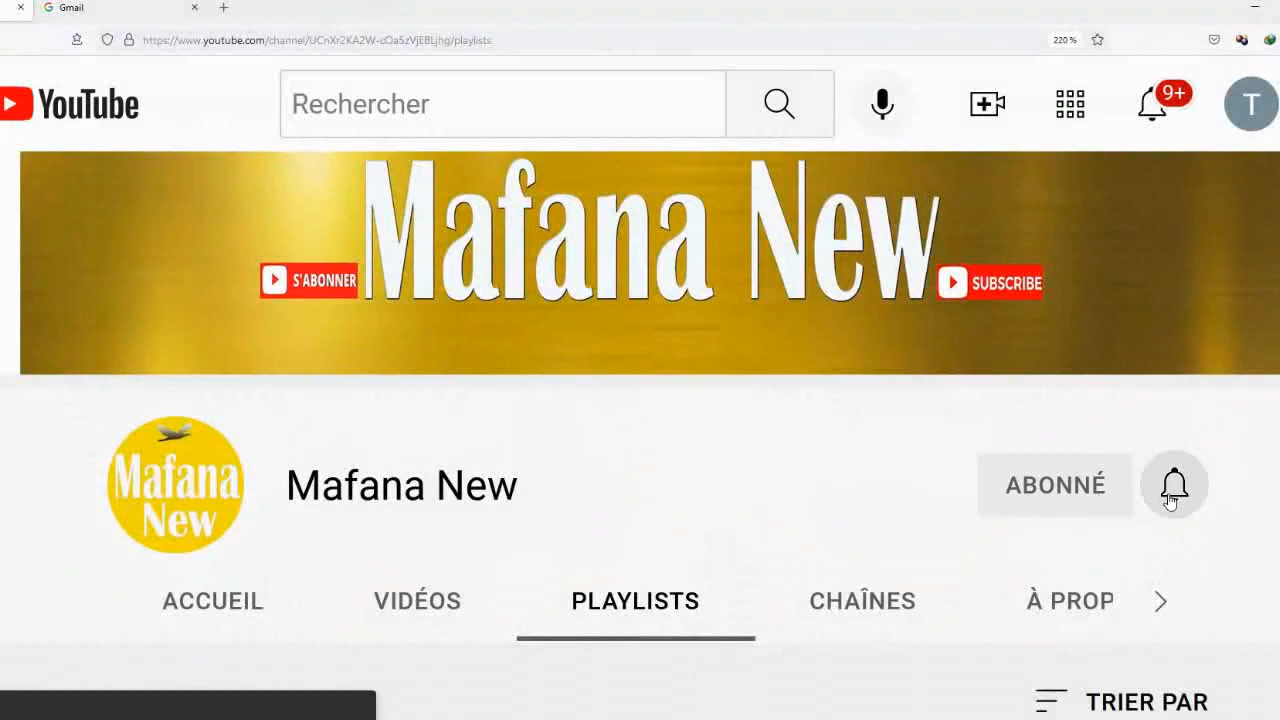 Gmail
https://www.youtube.com/channel/UCnXr2KA2W-cOa5zVjEBLjhg/playlists
220 %
YouTube
Rechercher
9+
T
Mafana New
S'ABONNER
SUBSCRIBE
Mafana
New
Mafana New
ABONNÉ
ACCUEIL
VIDÉOS
PLAYLISTS
CHAÎNES
À PROP
TRIER PAR